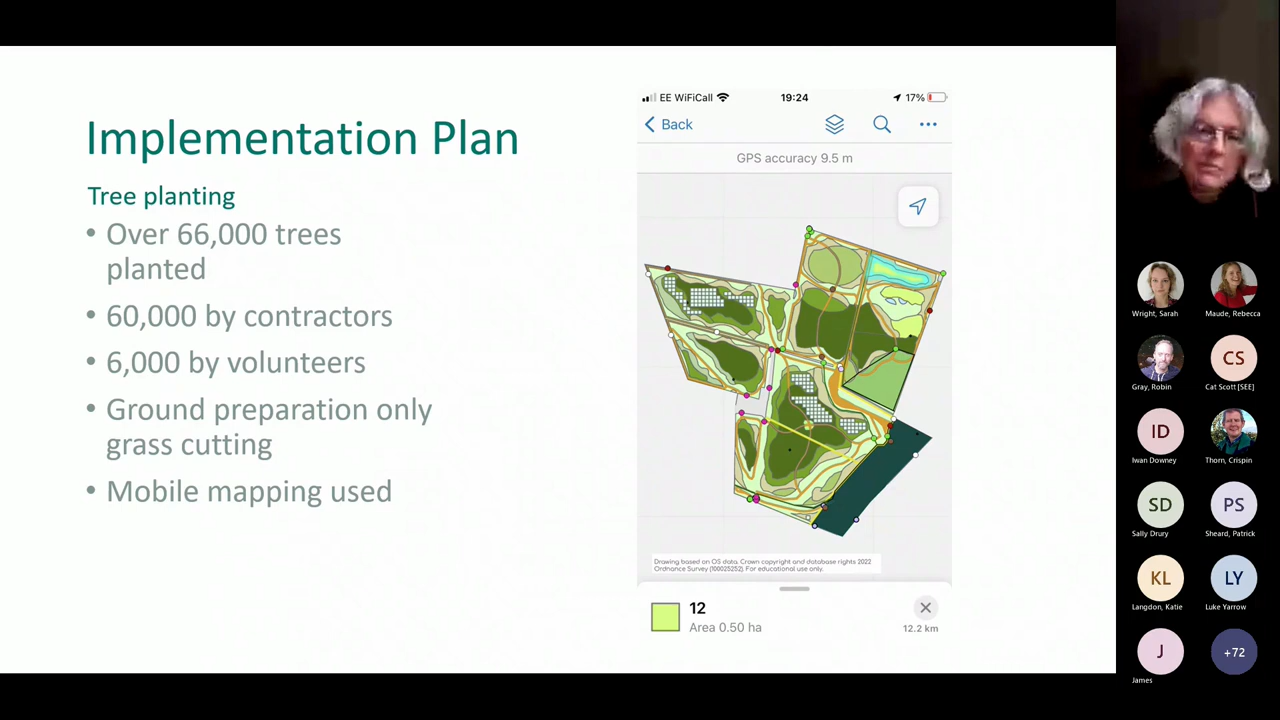 Implementation Plan
Tree planting
• Over 66,000 trees
planted
• 60,000 by contractors
• 6,000 by volunteers
• Ground preparation only
grass cutting
• Mobile mapping used
EE WiFiCall 19:24 17%
Back
GPS accuracy 9.5 m
Drawing based on OS data. Crown copyright and database rights 2022
Ordnance Survey (100025252). For educational use only.
12
Area 0.50 ha
12.2 km
Wright, Sarah
Maude, Rebecca
Gray, Robin
CS
Cat Scott [SEE]
ID
Iwan Downey
Thorn, Crispin
SD
Sally Drury
PS
Sheard, Patrick
KL
Langdon, Katie
LY
Luke Yarrow
J
James
+72